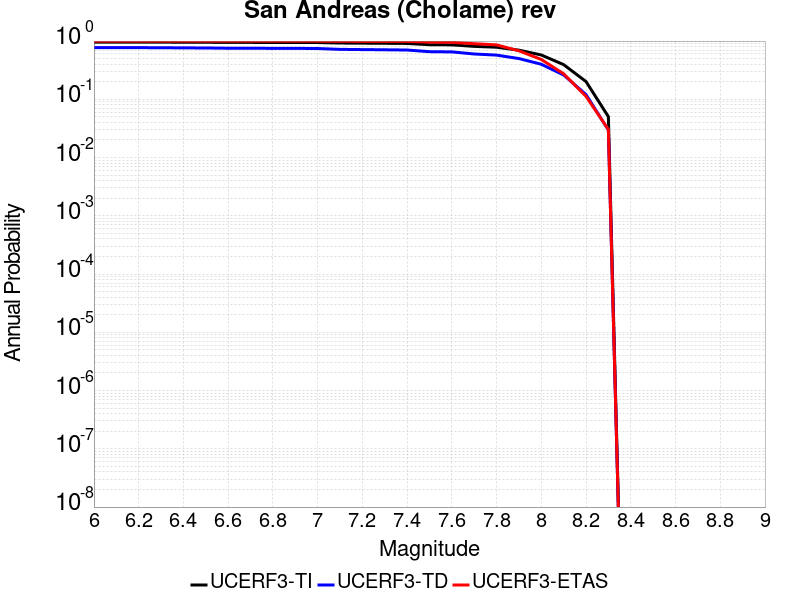 San Andreas (Cholame) rev
10^0
10^-1
10^-2
10^-3
10^-4
10^-5
10^-6
10^-7
10^-8
Annual Probability
6 6.2 6.4 6.6 6.8 7 7.2 7.4 7.6 7.8 8 8.2 8.4 8.6 8.8 9
Magnitude
UCERF3-TI UCERF3-TD UCERF3-ETAS